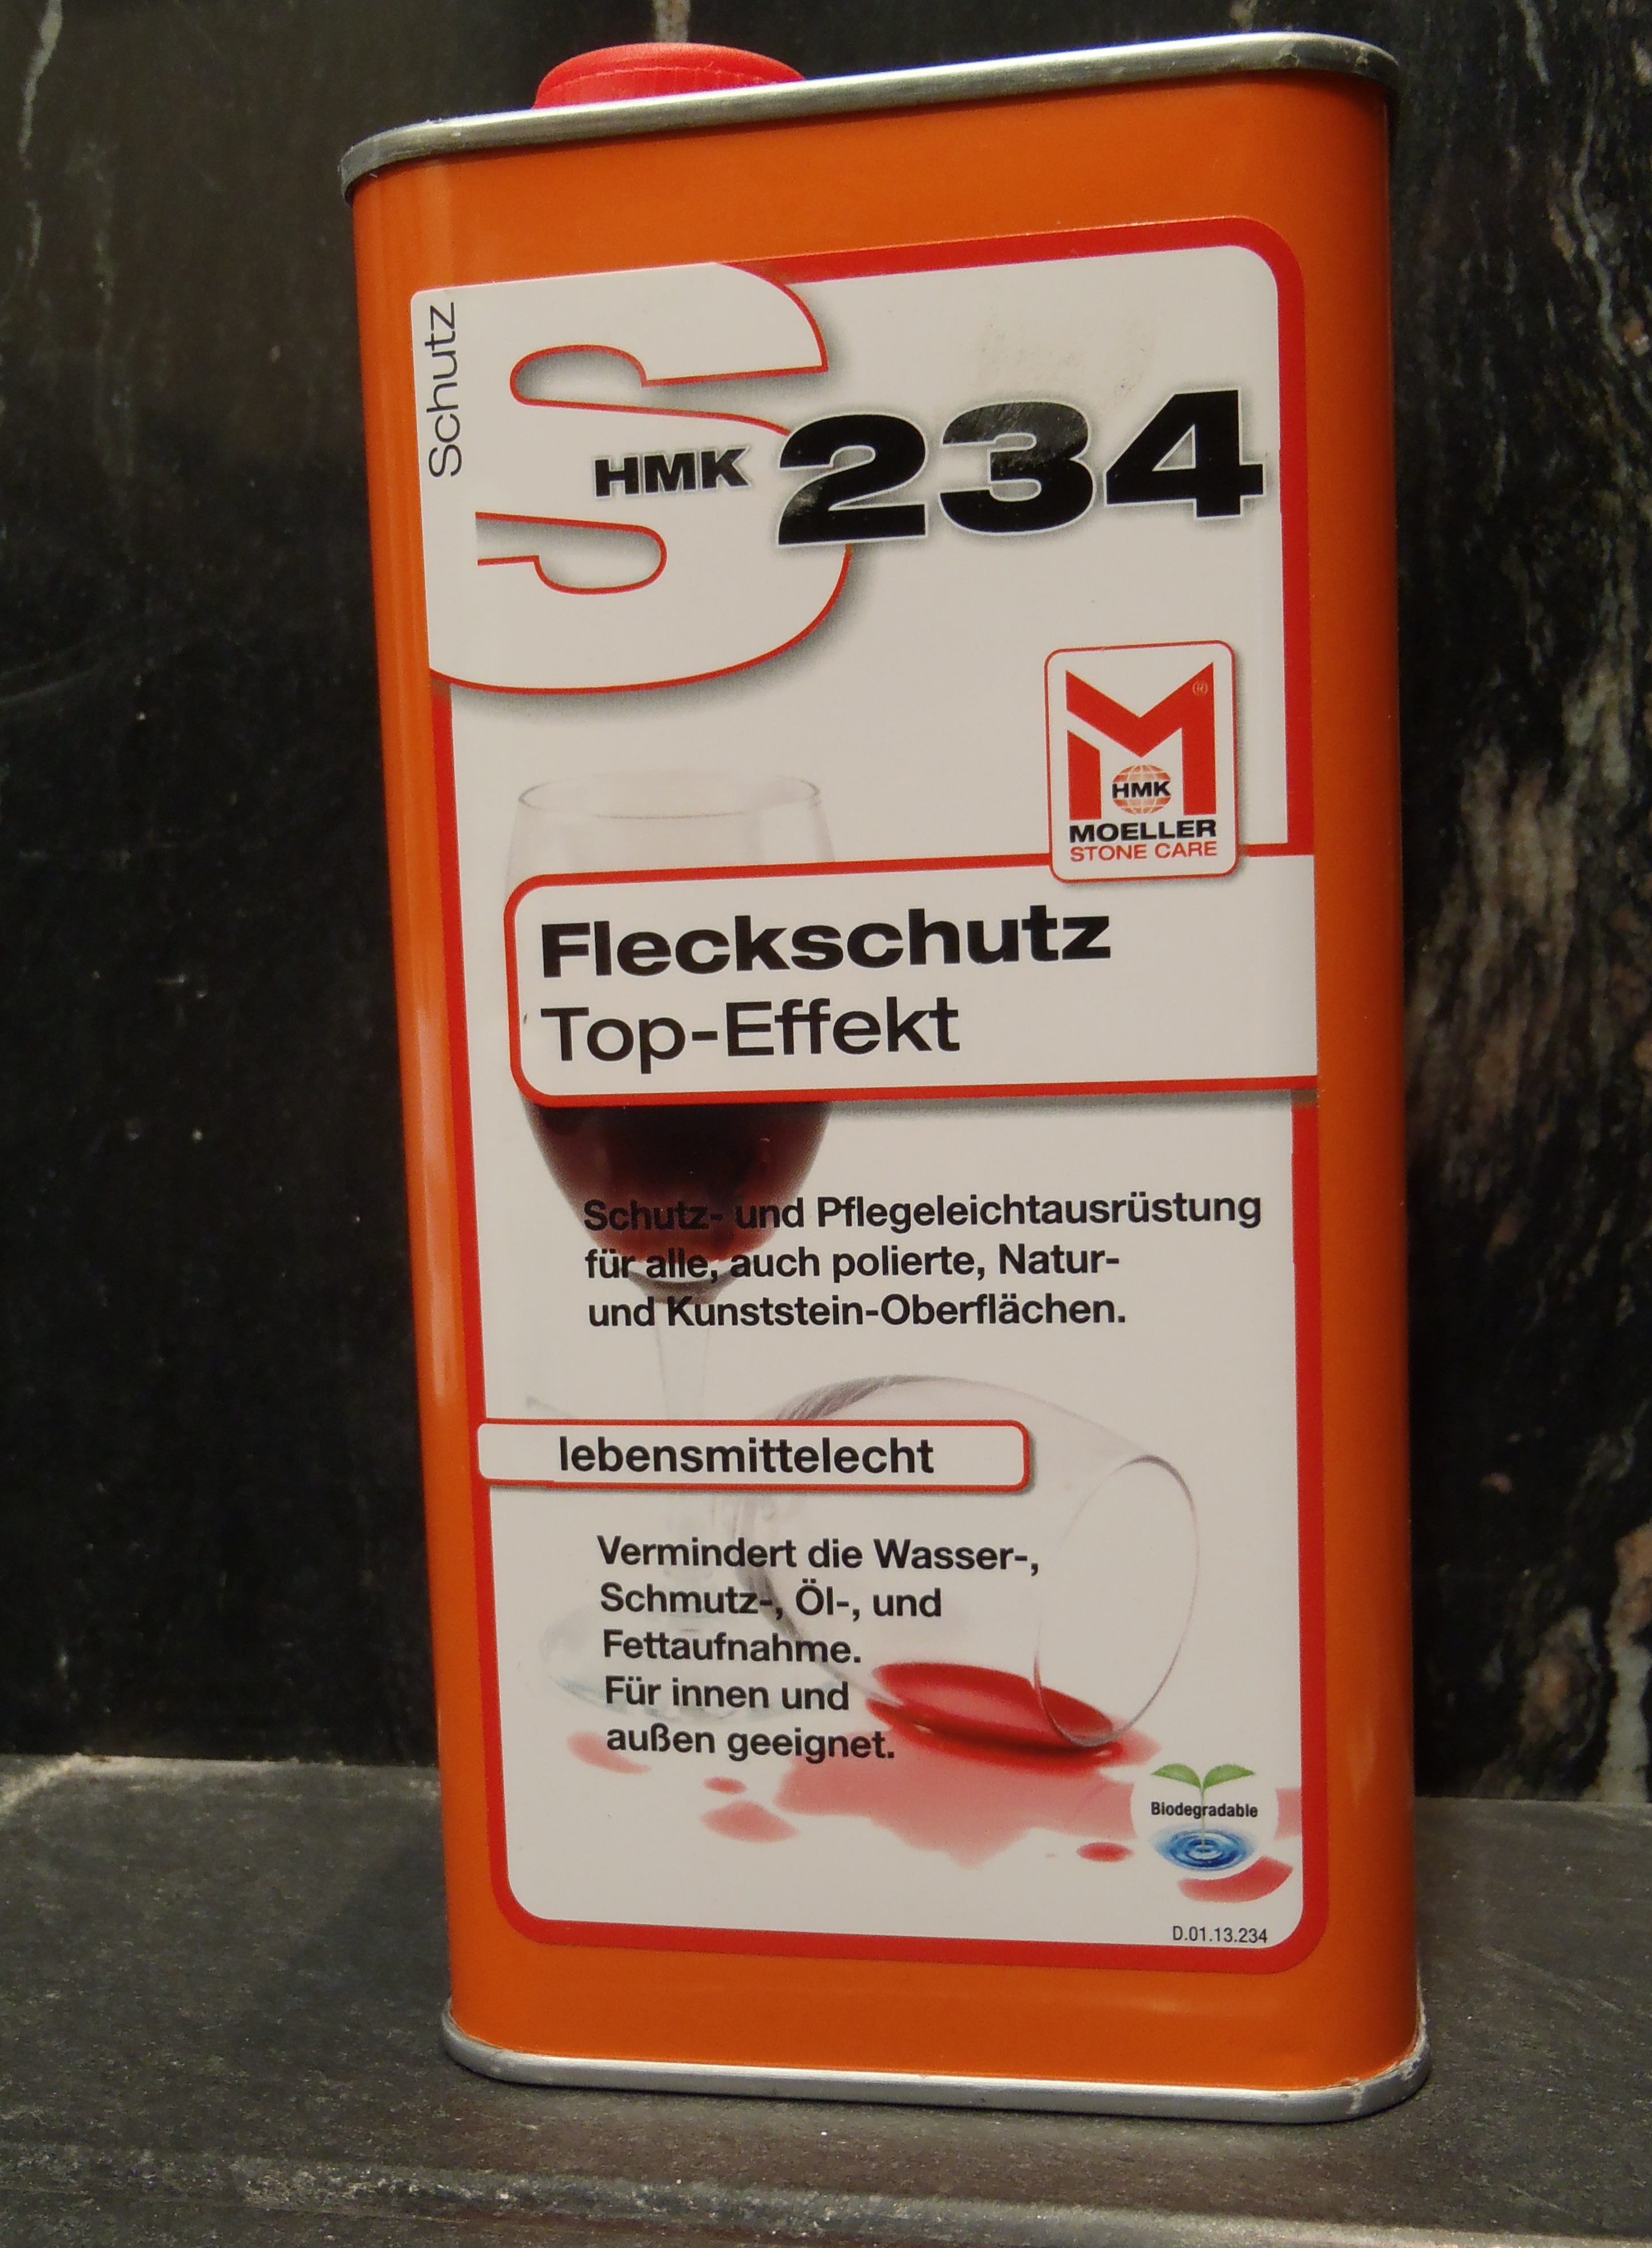 Schutz
S
HMK 234
M®
HMK
MOELLER
STONE CARE
Fleckschutz
Top-Effekt
Schutz- und Pflegeleichtausrüstung
für alle, auch polierte, Natur-
und Kunststein-Oberflächen.
lebensmittelecht
Vermindert die Wasser-,
Schmutz-, Öl-, und
Fettaufnahme.
Für innen und
außen geeignet.
Biodegradable
D.01.13.234